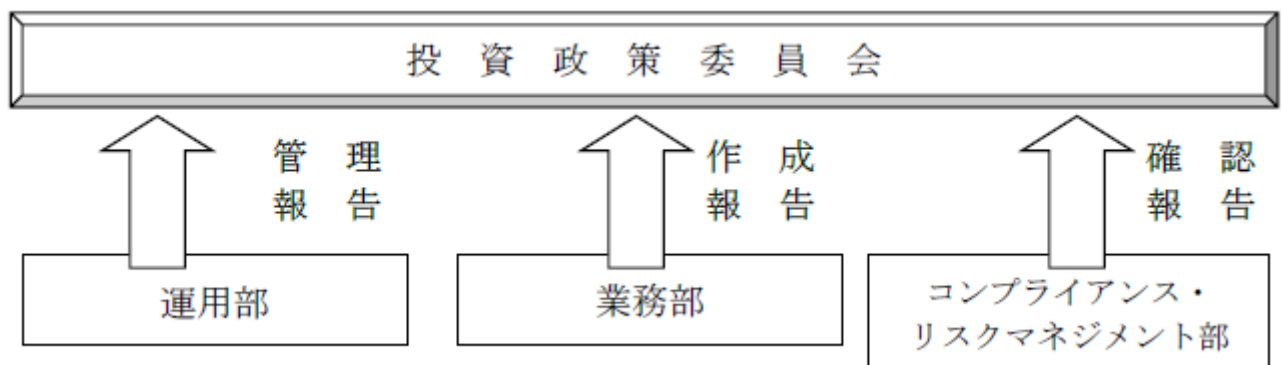 投資政策委員会
管理
報告
作成
報告
確認
報告
運用部
業務部
コンプライアンス・
リスクマネジメント部